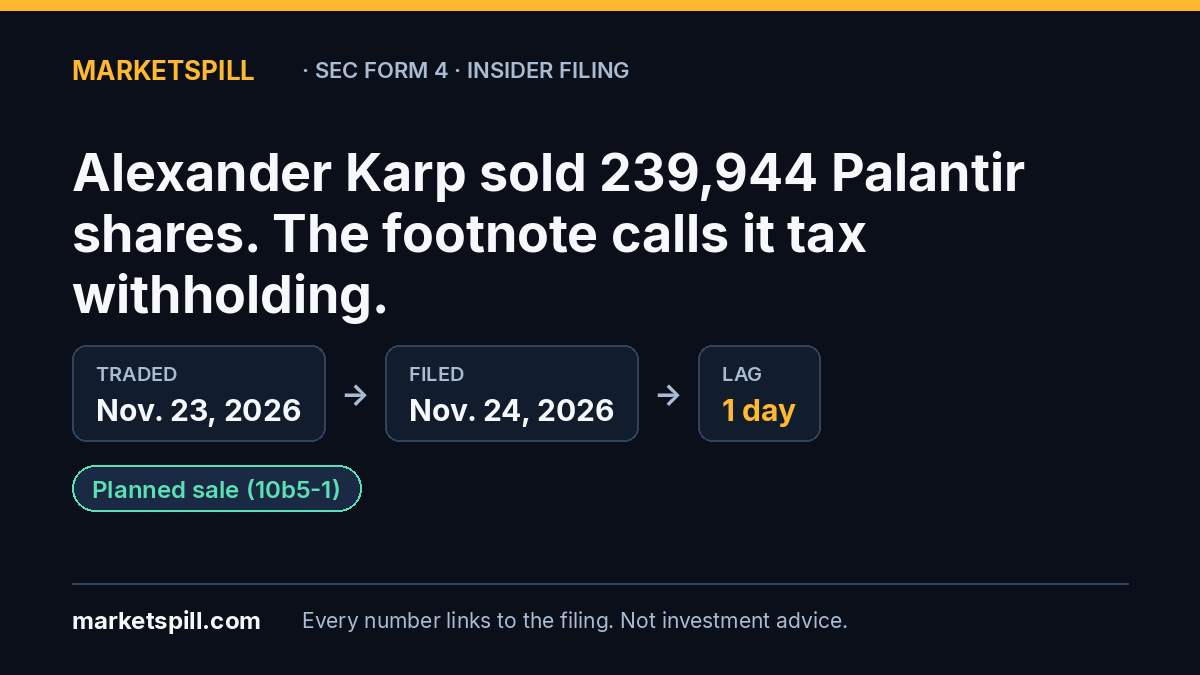 MARKETSPILL · SEC FORM 4 · INSIDER FILING
Alexander Karp sold 239,944 Palantir
shares. The footnote calls it tax
withholding.
TRADED
Nov. 23, 2026
→
FILED
Nov. 24, 2026
→
LAG
1 day
Planned sale (10b5-1)
marketspill.com Every number links to the filing. Not investment advice.